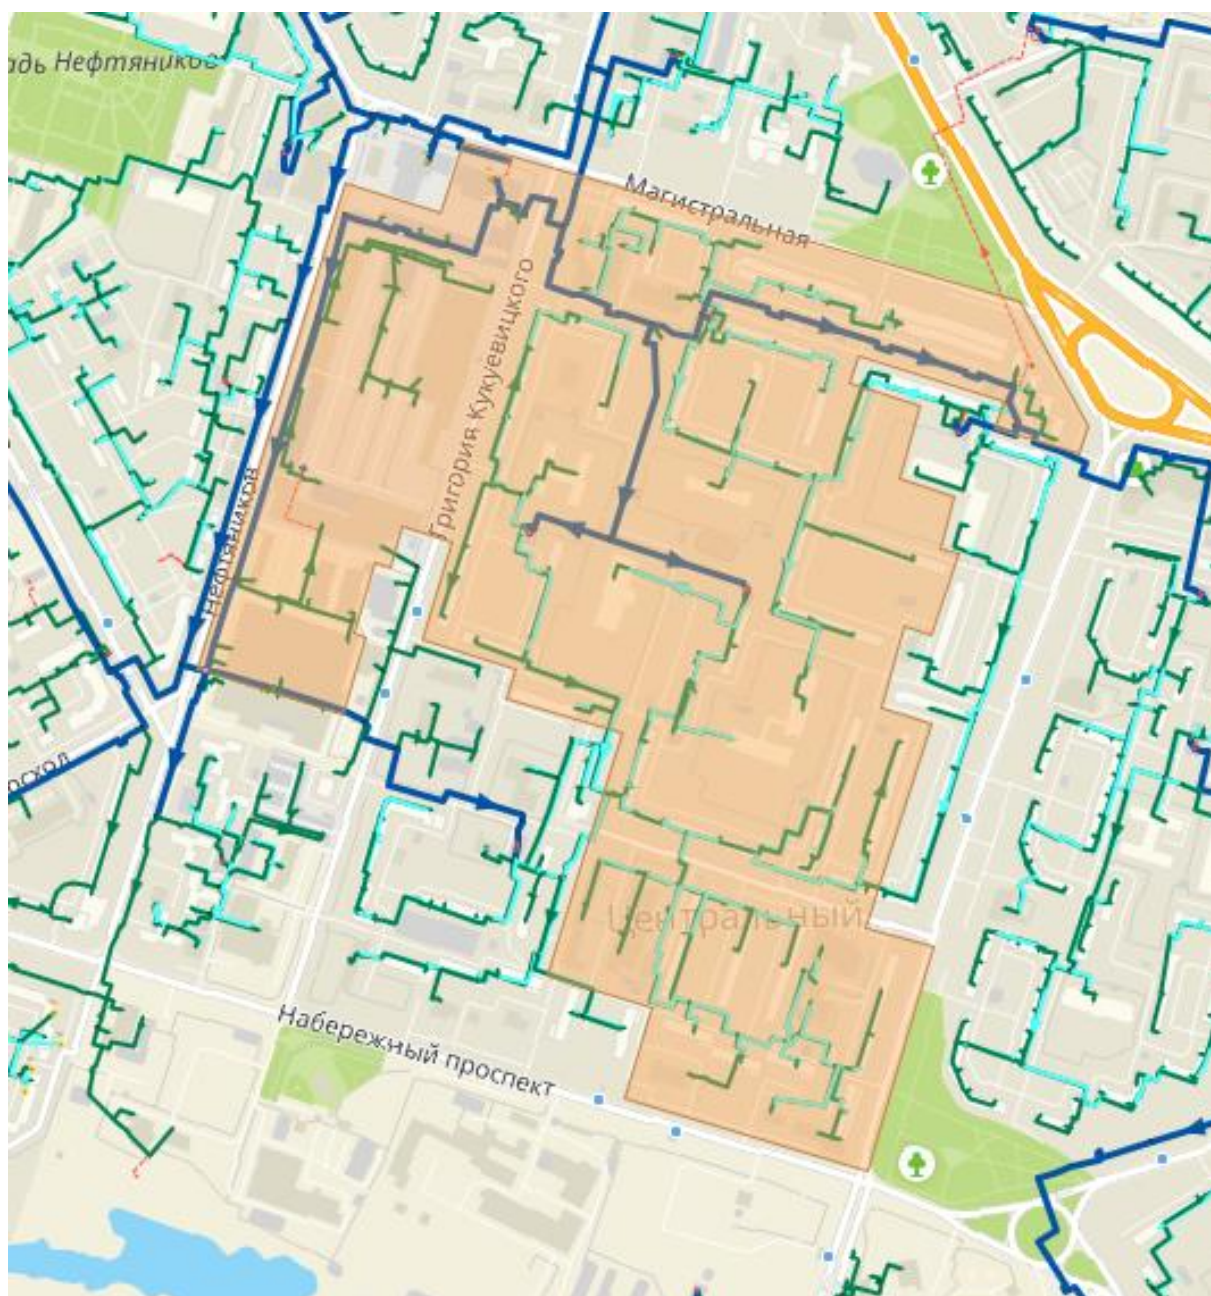 адь Нефтяников
Магистральная
Григория Кукуевицкого
Нефтяников
осход
Центральный
Набережный проспект